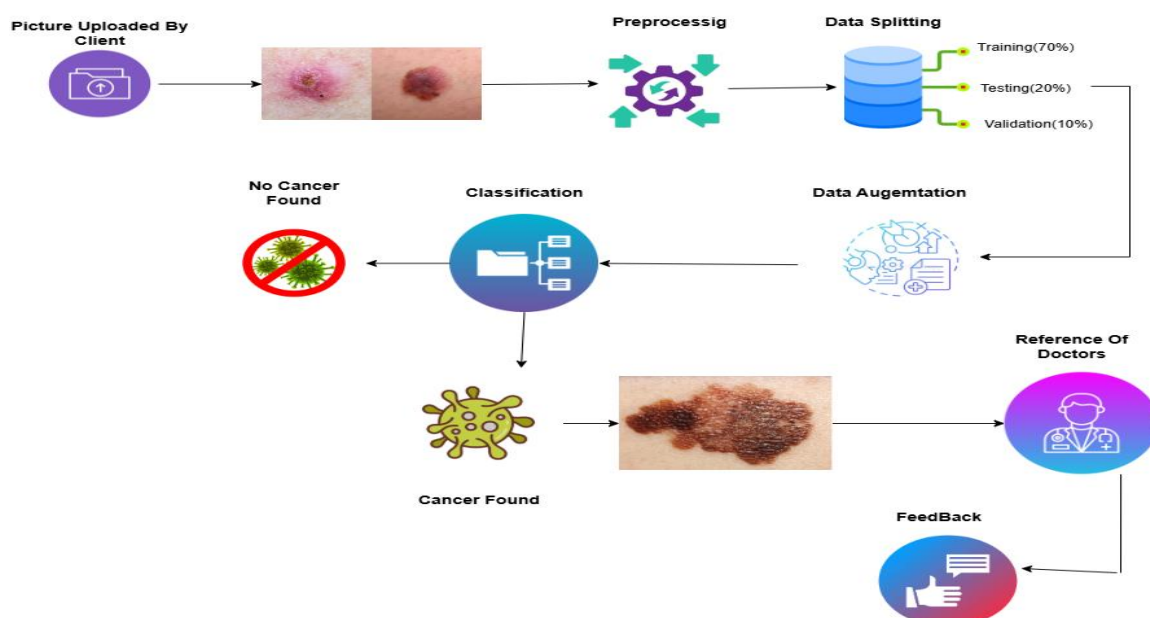 Picture Uploaded By
Client
Preprocessig
Data Splitting
Training(70%)
Testing(20%)
Validation(10%)
No Cancer
Found
Classification
Data Augemtation
Cancer Found
Reference Of
Doctors
FeedBack